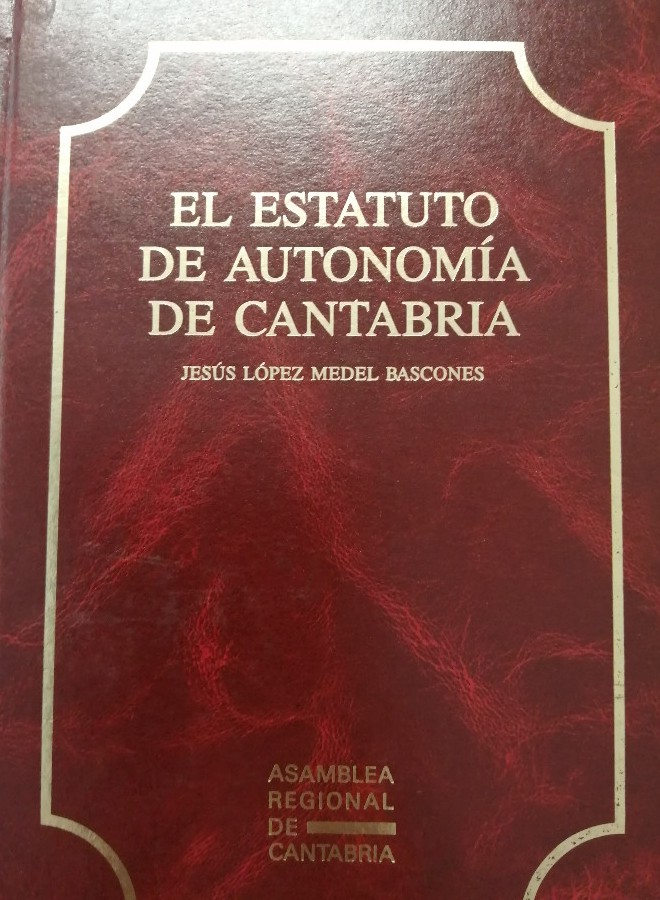 EL ESTATUTO
DE AUTONOMÍA
DE CANTABRIA
JESÚS LÓPEZ MEDEL BASCONES
ASAMBLEA
REGIONAL
DE
CANTABRIA